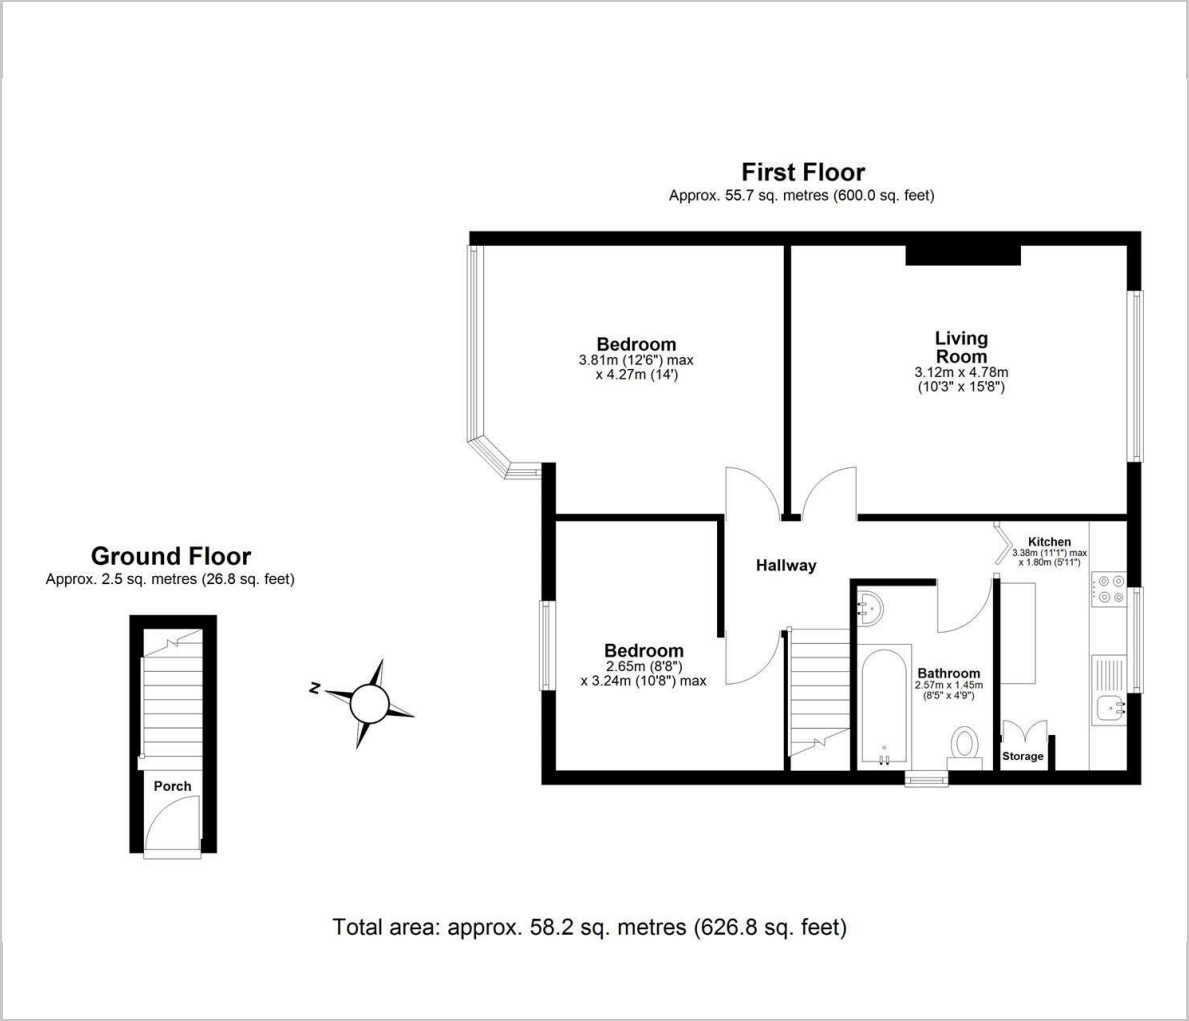 First Floor
Approx. 55.7 sq. metres (600.0 sq. feet)
Bedroom
3.81m (12'6") max
x 4.27m (14')
Living
Room
3.12m x 4.78m
(10'3" x 15'8")
Kitchen
3.38m (11'1") max
x 1.80m (5'11")
Hallway
Ground Floor
Approx. 2.5 sq. metres (26.8 sq. feet)
Bedroom
2.65m (8'8")
x 3.24m (10'8") max
Bathroom
2.57m x 1.45m
(8'5" x 4'9")
N
Storage
Porch
Total area: approx. 58.2 sq. metres (626.8 sq. feet)